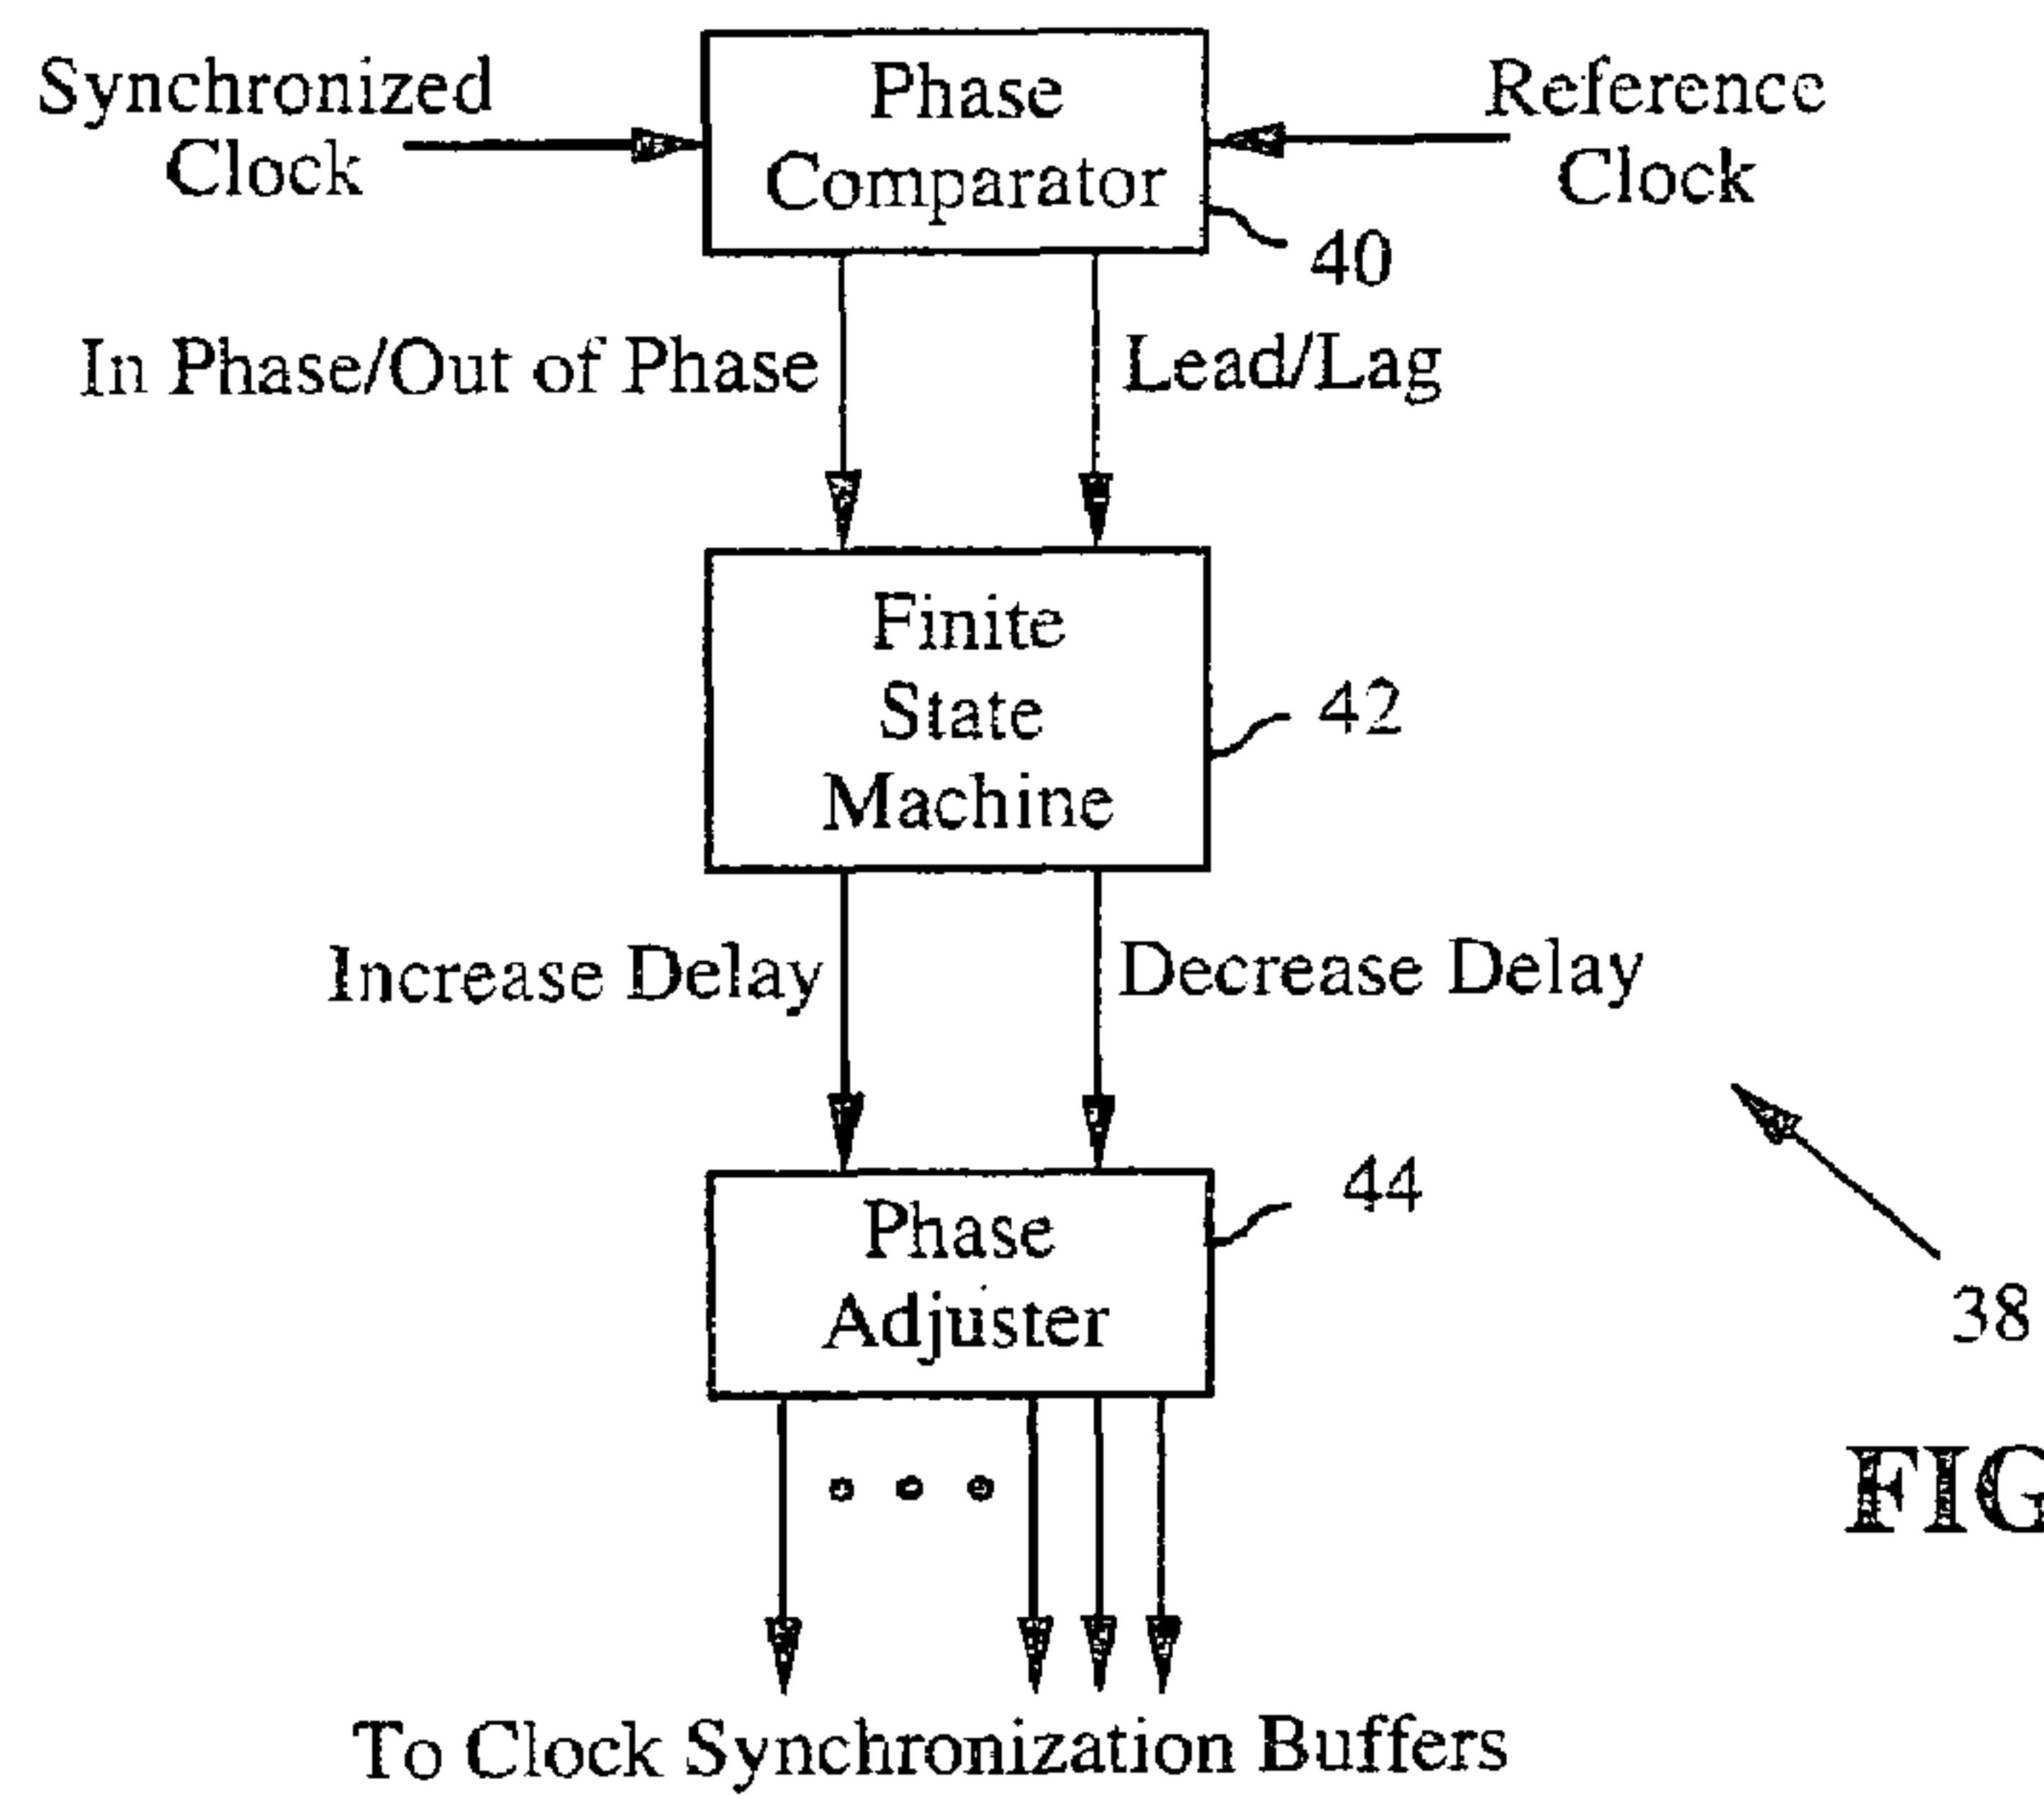 Synchronized
Clock
Phase
Comparator
Reference
Clock
40
In Phase/Out of Phase
Lead/Lag
Finite
State
Machine
42
Increase Delay
Decrease Delay
Phase
Adjuster
44
38
FIG
To Clock Synchronization Buffers